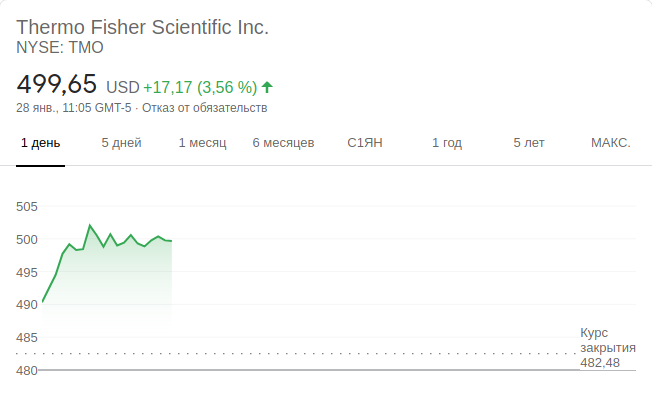 Thermo Fisher Scientific Inc.
NYSE: TMO
499,65 USD +17,17 (3,56 %)
28 янв., 11:05 GMT-5 · Отказ от обязательств
1 день 5 дней 1 месяц 6 месяцев С1ЯН 1 год 5 лет МАКС.
505
500
495
490
485
480
Курс
закрытия
482,48